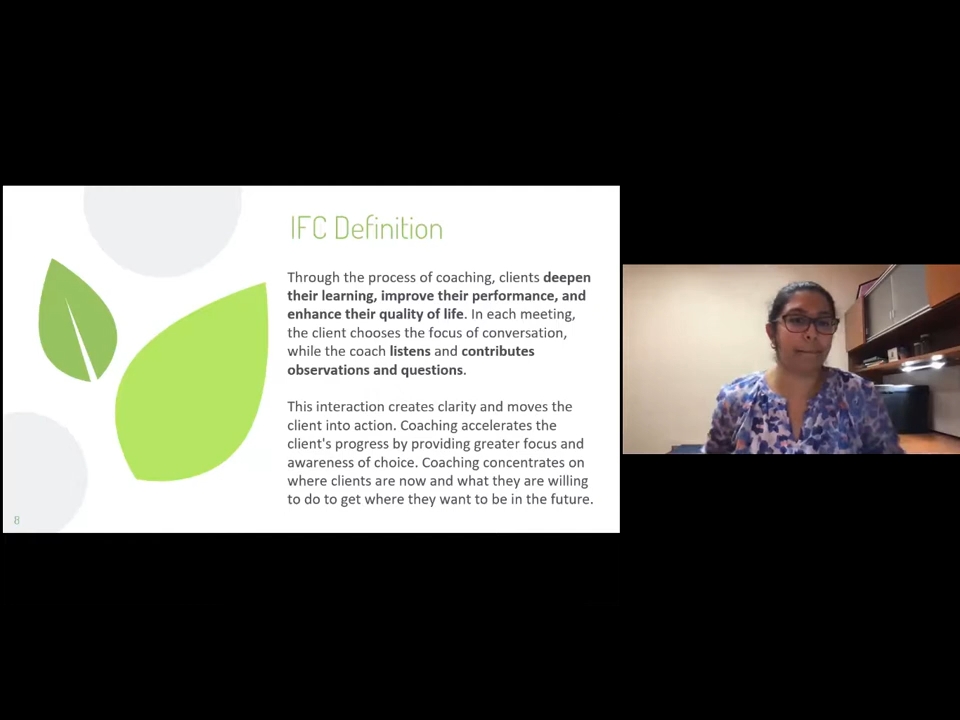 IFC Definition
Through the process of coaching, clients deepen
their learning, improve their performance, and
enhance their quality of life. In each meeting,
the client chooses the focus of conversation,
while the coach listens and contributes
observations and questions.
This interaction creates clarity and moves the
client into action. Coaching accelerates the
client's progress by providing greater focus and
awareness of choice. Coaching concentrates on
where clients are now and what they are willing
to do to get where they want to be in the future.
8